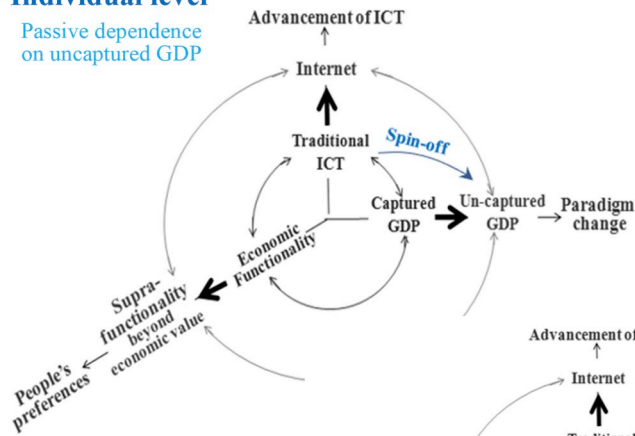 Individual level
Passive dependence
on uncaptured GDP
Advancement of ICT
Internet
Traditional
ICT
Spin-off
Captured
GDP
Un-captured
GDP
Paradigm
change
Economic
Functionality
Supra-
functionality
beyond
economic value
People's
preferences
Advancement of
Internet